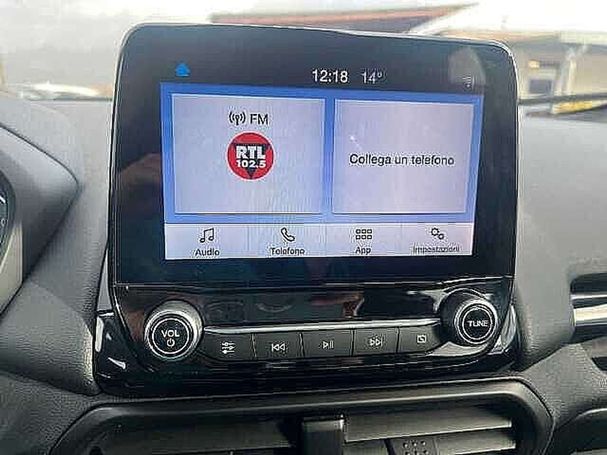 12:18 14°
FM
RTL
102.5
Collega un telefono
Audio Telefono App Impostazioni
VOL
TUNE